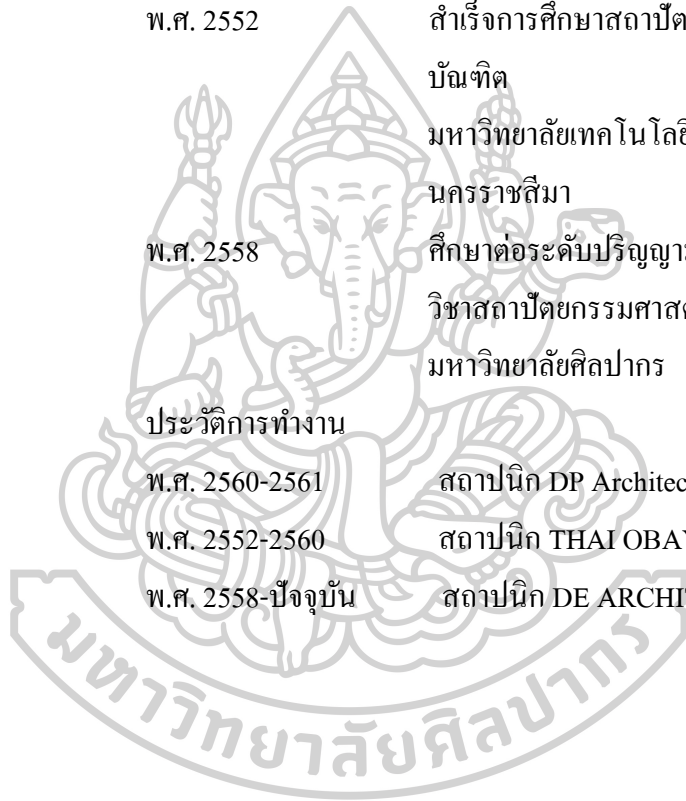 พ.ศ. 2552 สำเร็จการศึกษาสถาปัต
บัณฑิต
มหาวิทยาลัยเทคโนโลยี
นครราชสีมา
พ.ศ. 2558 ศึกษาต่อระดับปริญญา
วิชาสถาปัตยกรรมศาส
มหาวิทยาลัยศิลปากร
ประวัติการทำงาน
พ.ศ. 2560-2561 สถาปนิก DP Architec
พ.ศ. 2552-2560 สถาปนิก THAI OBA
พ.ศ. 2558-ปัจจุบัน สถาปนิก DE ARCHI
มหาวิทยาลัยศิลปากร